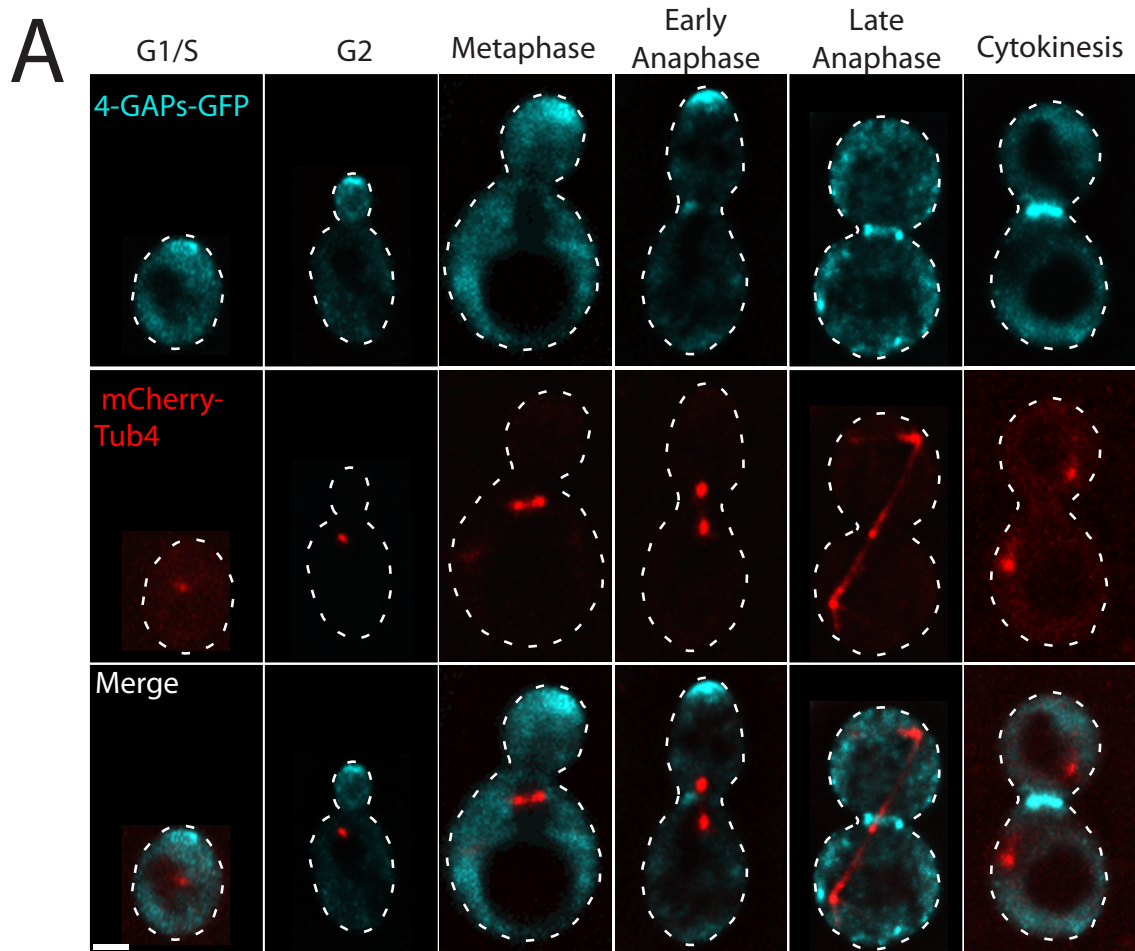 A
G1/S
G2
Metaphase
Early
Anaphase
Late
Anaphase
Cytokinesis
4-GAPs-GFP
mCherry-
Tub4
Merge